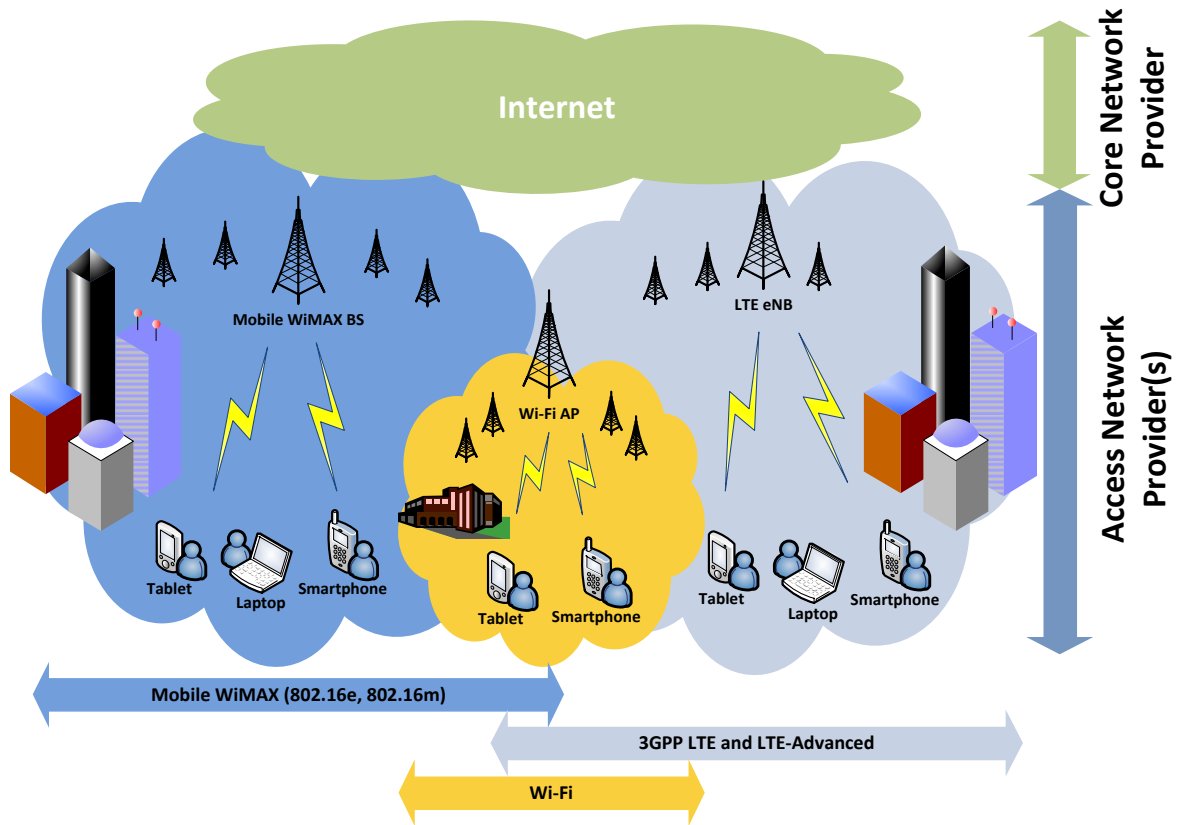 Internet
Core Network
Provider
Mobile WiMAX BS
LTE eNB
Wi-Fi AP
Access Network
Provider(s)
Tablet
Laptop
Smartphone
Tablet
Smartphone
Tablet
Laptop
Smartphone
Mobile WiMAX (802.16e, 802.16m)
3GPP LTE and LTE-Advanced
Wi-Fi